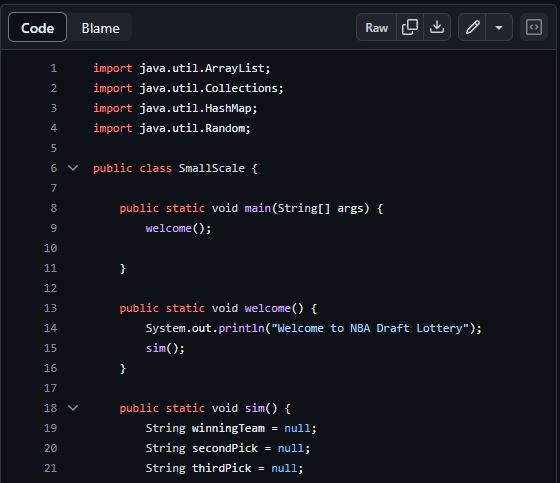 Code Blame Raw
1 import java.util.ArrayList;
2 import java.util.Collections;
3 import java.util.HashMap;
4 import java.util.Random;
5
6 public class SmallScale {
7
8 public static void main(String[] args) {
9 welcome();
10
11 }
12
13 public static void welcome() {
14 System.out.println("Welcome to NBA Draft Lottery");
15 sim();
16 }
17
18 public static void sim() {
19 String winningTeam = null;
20 String secondPick = null;
21 String thirdPick = null;